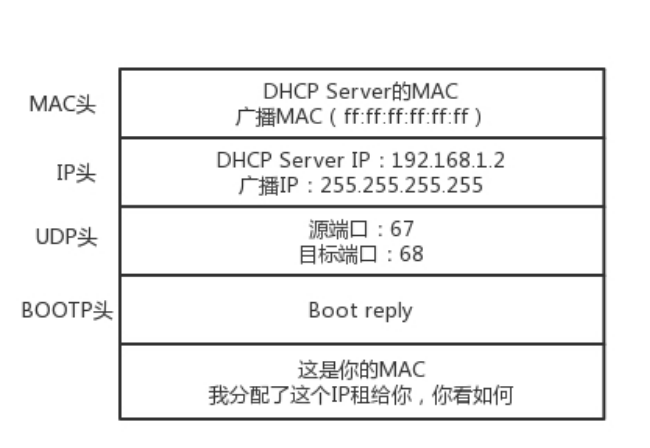 MAC头
DHCP Server的MAC
广播MAC（ff:ff:ff:ff:ff:ff）
IP头
DHCP Server IP：192.168.1.2
广播IP：255.255.255.255
UDP头
源端口：67
目标端口：68
BOOTP头
Boot reply
这是你的MAC
我分配了这个IP租给你，你看如何